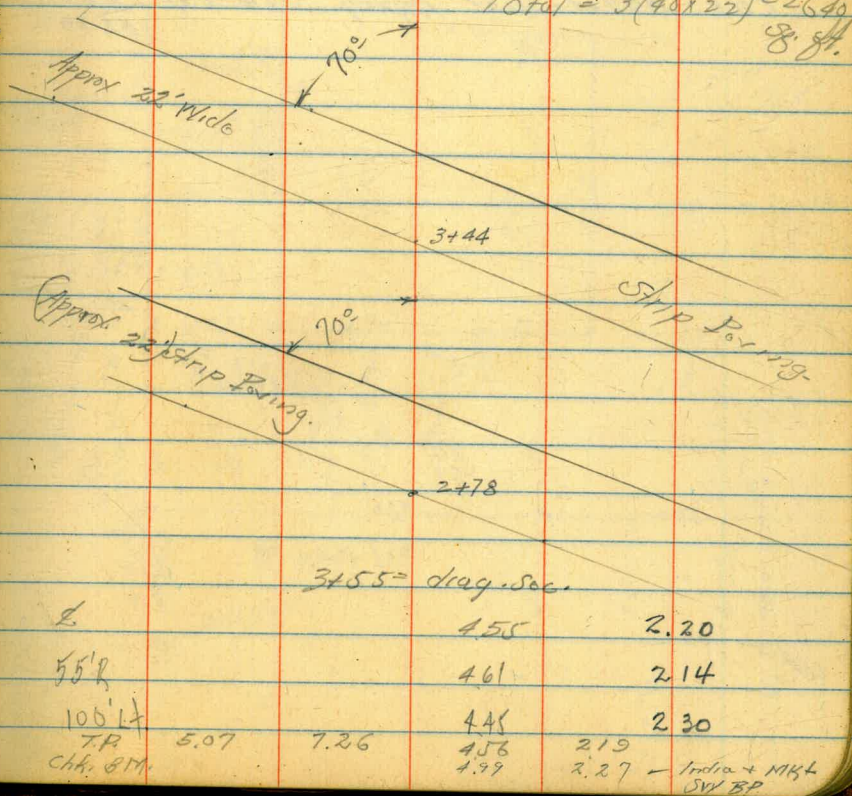 Total = 3(40x22) = 2640
sq. ft.
70°
Approx 22' Wide
3+44
Strip Paving
(Approx.
22') Strip Paving.
70°
2+78
3+55 = diag. Sec.
℄ 4.55 2.20
55'R 4.61 2.14
100'Lt. 4.45 2.30
T.P. 5.07 7.26 4.56 2.19
Chk. B.M. 4.99 2.27 - India + MKt
SW BP